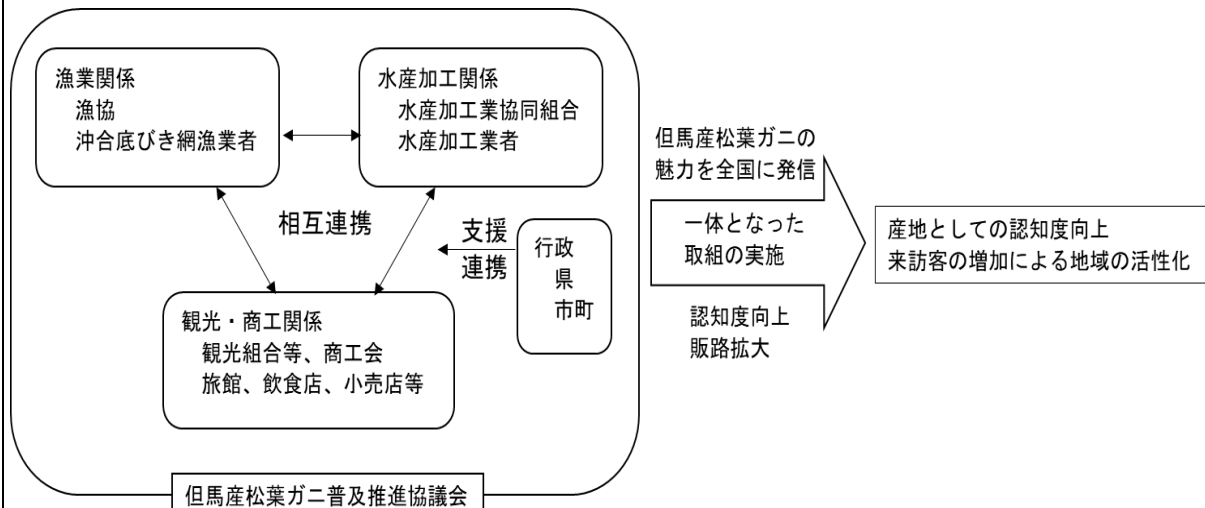 漁業関係
漁協
沖合底びき網漁業者
水産加工関係
水産加工業協同組合
水産加工業者
相互連携
支援
連携
行政
県
市町
観光・商工関係
観光組合等、商工会
旅館、飲食店、小売店等
但馬産松葉ガニ普及推進協議会
但馬産松葉ガニの
魅力を全国に発信
一体となった
取組の実施
認知度向上
販路拡大
産地としての認知度向上
来訪客の増加による地域の活性化